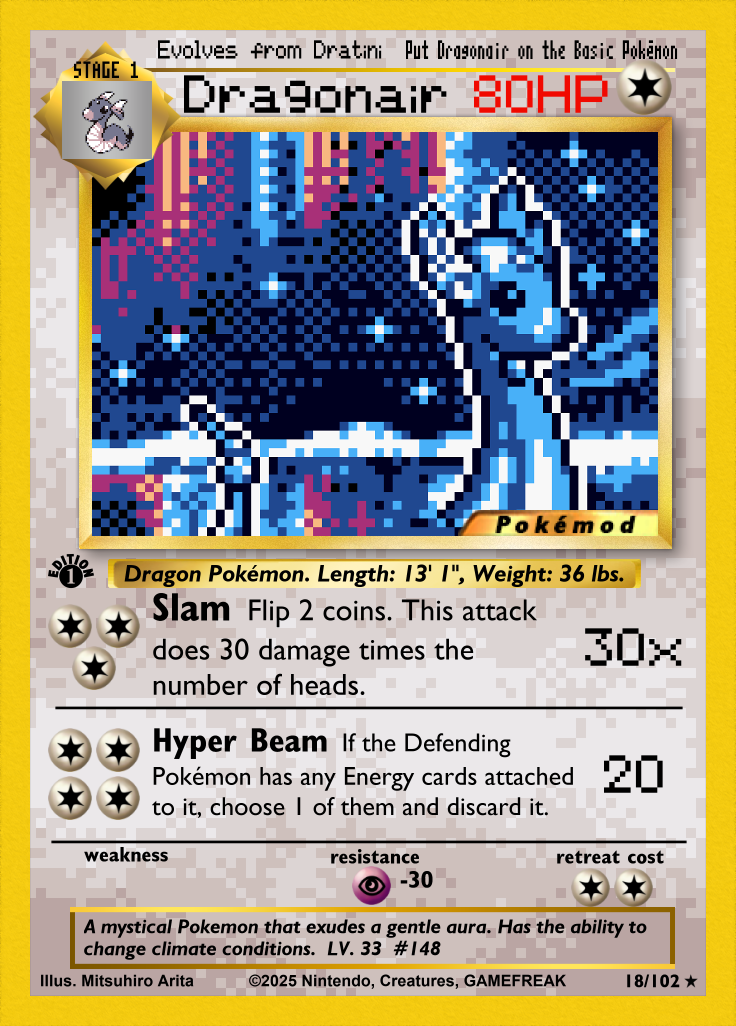 Evolves from Dratini Put Dragonair on the Basic Pokémon
STAGE 1
Dragonair 80HP
Pokémod
EDITION 1
Dragon Pokémon. Length: 13' 1", Weight: 36 lbs.
Slam Flip 2 coins. This attack
does 30 damage times the
number of heads.
30x
Hyper Beam If the Defending
Pokémon has any Energy cards attached
to it, choose 1 of them and discard it.
20
weakness resistance retreat cost
-30
A mystical Pokemon that exudes a gentle aura. Has the ability to
change climate conditions. LV. 33 #148
Illus. Mitsuhiro Arita ©2025 Nintendo, Creatures, GAMEFREAK 18/102 ★